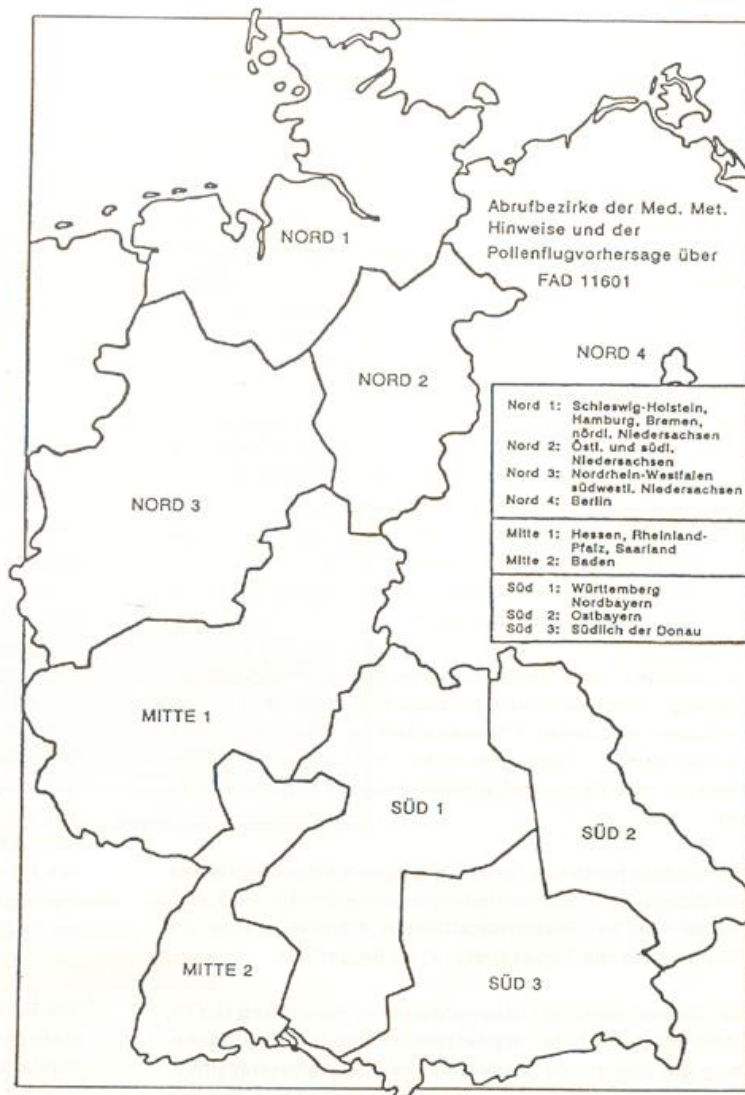 Abrufbezirke der Med. Met.
Hinweise und der
Pollenflugvorhersage über
FAD 11601
NORD 1
NORD 4
NORD 2
Nord 1: Schleswig-Holstein,
Hamburg, Bremen,
nördl. Niedersachsen
Nord 2: Östl. und südl.
Niedersachsen
Nord 3: Nordrhein-Westfalen
südwestl. Niedersachsen
Nord 4: Berlin
Mitte 1: Hessen, Rheinland-
Pfalz, Saarland
Mitte 2: Baden
Süd 1: Württemberg
Nordbayern
Süd 2: Ostbayern
Süd 3: Südlich der Donau
NORD 3
MITTE 1
SÜD 1
SÜD 2
MITTE 2
SÜD 3